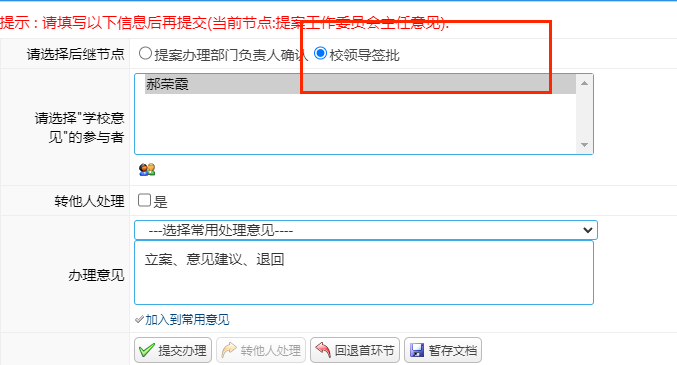 提示：请填写以下信息后再提交(当前节点:提案工作委员会主任意见).
请选择后继节点 提案办理部门负责人确认 校领导签批
郝荣霞
请选择"学校意
见"的参与者
转他人处理 是
---选择常用处理意见----
办理意见 立案、意见建议、退回
加入到常用意见
提交办理 转他人处理 回退首环节 暂存文档